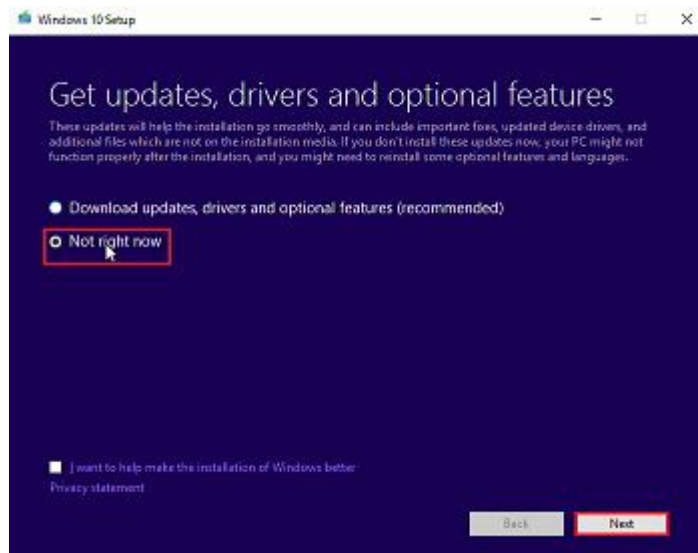 Windows 10 Setup
Get updates, drivers and optional features
These updates will help the installation go smoothly, and can include important fixes, updated device drivers, and
additional files which are not on the installation media. If you don't install these updates now, your PC might not
function properly after the installation, and you might need to reinstall some optional features and languages.
Download updates, drivers and optional features (recommended)
Not right now
I want to help make the installation of Windows better
Privacy statement
Back Next